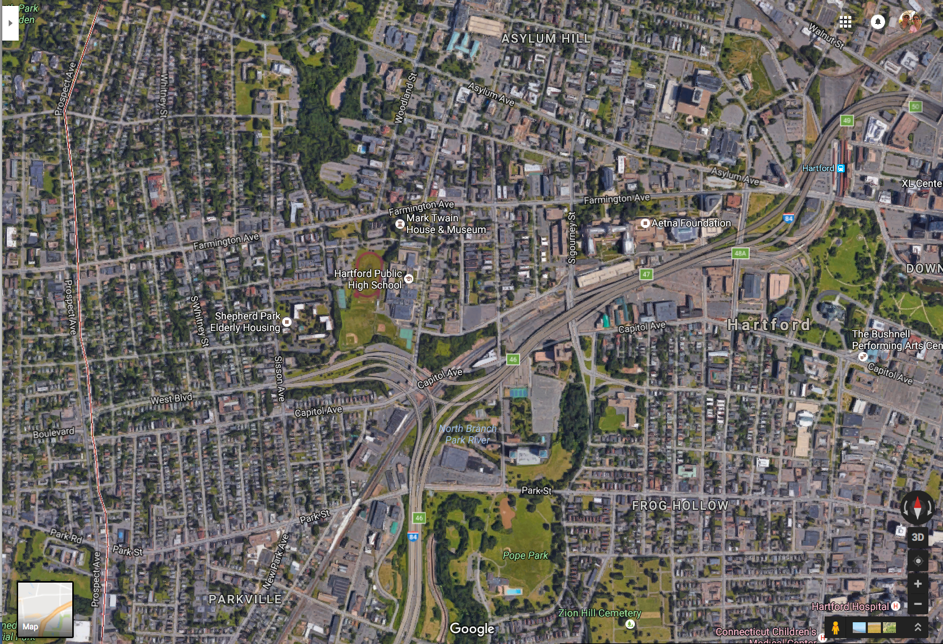 Park
den
ASYLUM HILL
Walnut St
Prospect Ave
Whitney St
Woodland St
Asylum Ave
50
49
Hartford
Asylum Ave
XL Cente
Farmington Ave
Farmington Ave
Mark Twain
House & Museum
Sigourney St
Aetna Foundation
84
Farmington Ave
48A
DOWN
Hartford Public
High School
47
Prospect Ave
S Whitney St
Shepherd Park
Elderly Housing
Capitol Ave
Hartford
The Bushnell
Performing Arts Cen
46
Sisson Ave
Capitol Ave
Capitol Ave
West Blvd
Capitol Ave
Boulevard
North Branch
Park River
Park St
FROG HOLLOW
Park St
46
84
3D
Park Rd
Park St
Pope Park
New Park Ave
Prospect Ave
PARKVILLE
Map
Google
Zion Hill Cemetery
Hartford Hospital
Connecticut Children's
Medical Center